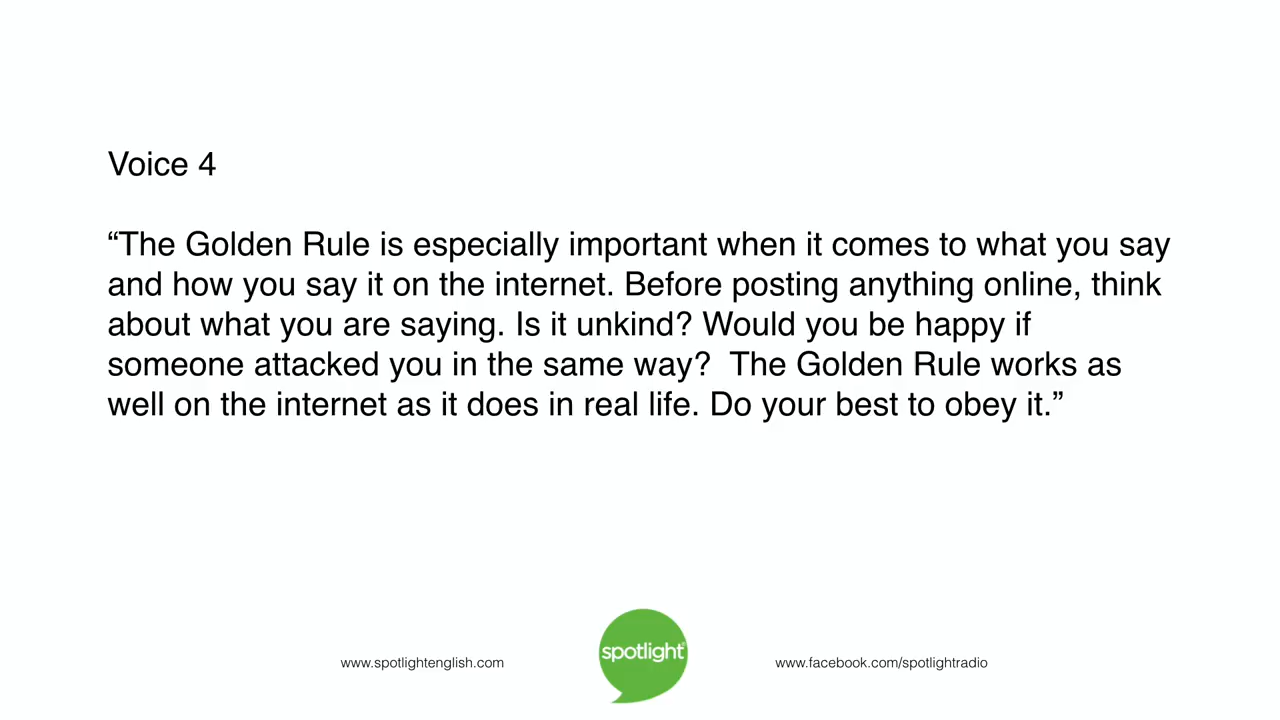 Voice 4
“The Golden Rule is especially important when it comes to what you say
and how you say it on the internet. Before posting anything online, think
about what you are saying. Is it unkind? Would you be happy if
someone attacked you in the same way?  The Golden Rule works as
well on the internet as it does in real life. Do your best to obey it.”
www.spotlightenglish.com
spotlight
www.facebook.com/spotlightradio